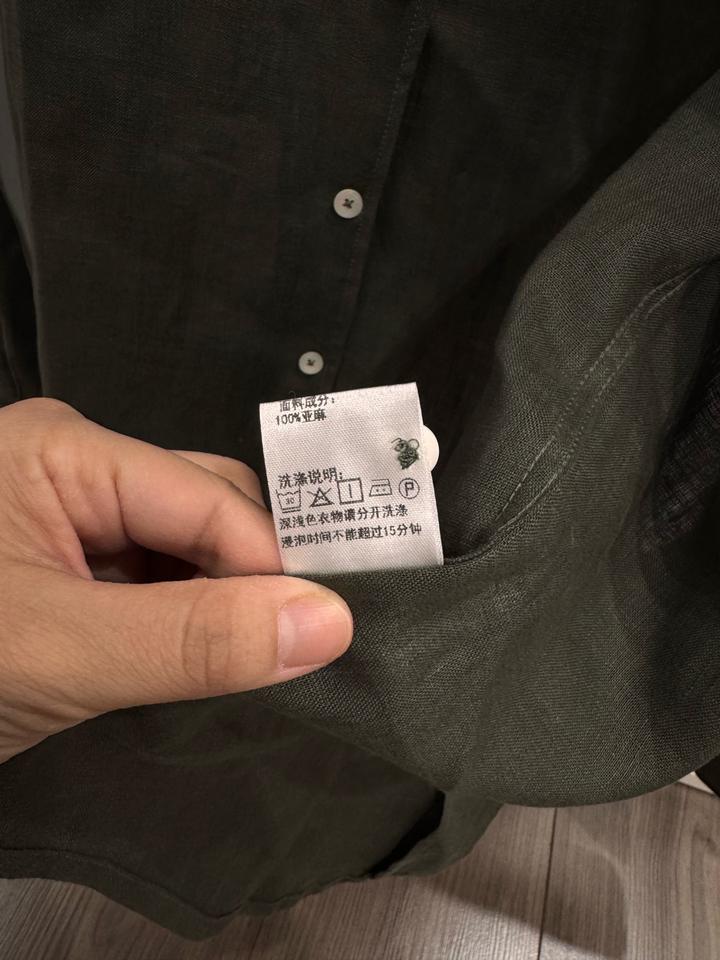 面料成分：
100%亚麻
洗涤说明：
30 P
深浅色衣物请分开洗涤
浸泡时间不能超过15分钟